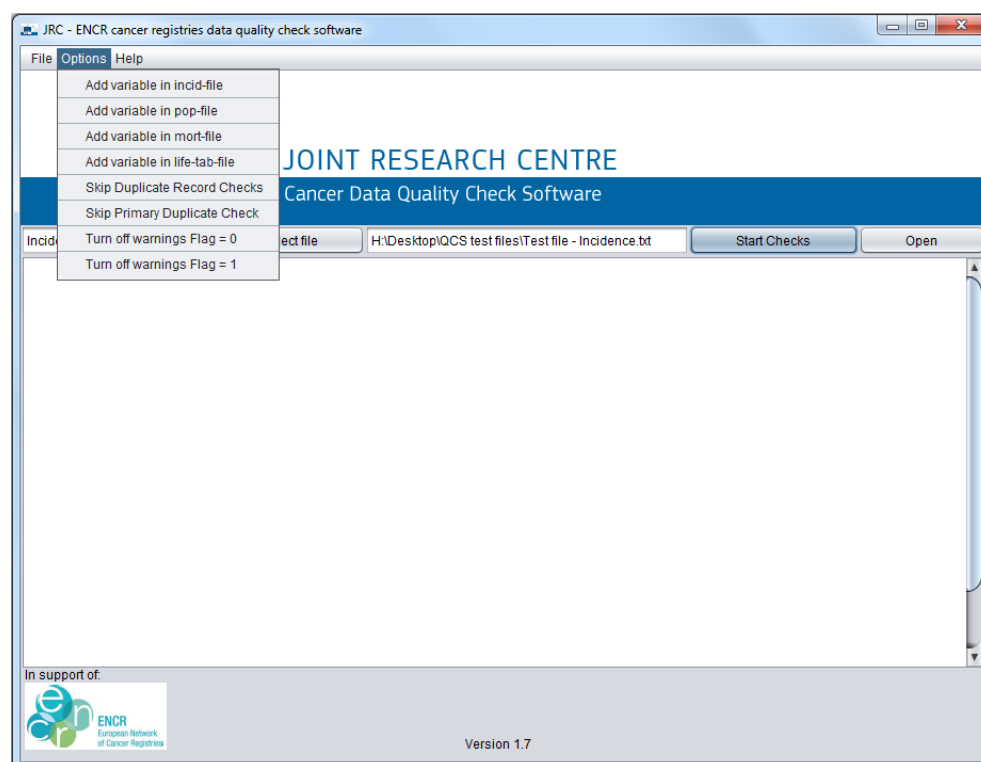 JRC - ENCR cancer registries data quality check software
File Options Help
Add variable in incid-file
Add variable in pop-file
Add variable in mort-file
Add variable in life-tab-file
Skip Duplicate Record Checks
Skip Primary Duplicate Check
Turn off warnings Flag = 0
Turn off warnings Flag = 1
JOINT RESEARCH CENTRE
Cancer Data Quality Check Software
Incid ect file H:\Desktop\QCS test files\Test file - Incidence.txt Start Checks Open
In support of:
encr
ENCR
European Network
of Cancer Registries
Version 1.7